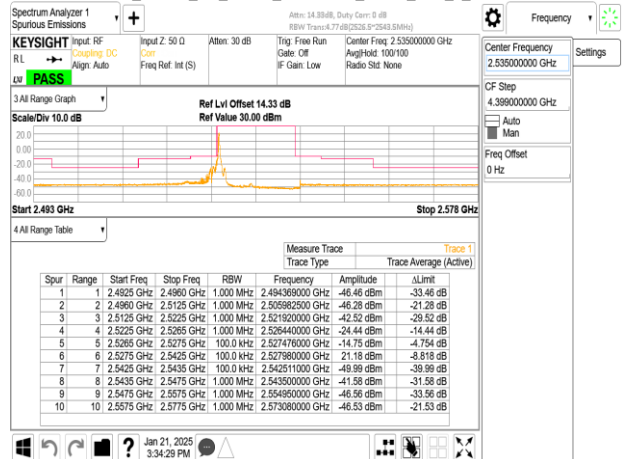 Spectrum Analyzer 1
Spurious Emissions
Attn: 14.33dB, Duty Corr: 0 dB
RBW Tranc4.77dB(2526.5*2543.5MHz)
Frequency
KEYSIGHT Input: RF Input Z: 50 Ω Atten: 30 dB Trig: Free Run Center Freq: 2.535000000 GHz
RL Coupling: DC Corr Gate: Off Avg|Hold: 100/100
Align: Auto Freq Ref: Int (S) IF Gain: Low Radio Std: None
LXI PASS
Center Frequency
2.535000000 GHz
Settings
CF Step
4.399000000 GHz
Auto
Man
Freq Offset
0 Hz
3 All Range Graph
Ref Lvl Offset 14.33 dB
Scale/Div 10.0 dB Ref Value 30.00 dBm
20.0
0.00
-20.0
-40.0
-60.0
Start 2.493 GHz Stop 2.578 GHz
4 All Range Table
Measure Trace Trace 1
Trace Type Trace Average (Active)
Spur Range Start Freq Stop Freq RBW Frequency Amplitude ΔLimit
1 1 2.4925 GHz 2.4960 GHz 1.000 MHz 2.494369000 GHz -46.46 dBm -33.46 dB
2 2 2.4960 GHz 2.5125 GHz 1.000 MHz 2.505982500 GHz -46.28 dBm -21.28 dB
3 3 2.5125 GHz 2.5225 GHz 1.000 MHz 2.521920000 GHz -42.52 dBm -29.52 dB
4 4 2.5225 GHz 2.5265 GHz 1.000 MHz 2.526440000 GHz -24.44 dBm -14.44 dB
5 5 2.5265 GHz 2.5275 GHz 100.0 kHz 2.527476000 GHz -14.75 dBm -4.754 dB
6 6 2.5275 GHz 2.5425 GHz 100.0 kHz 2.527980000 GHz 21.18 dBm -8.818 dB
7 7 2.5425 GHz 2.5435 GHz 100.0 kHz 2.542511000 GHz -49.99 dBm -39.99 dB
8 8 2.5435 GHz 2.5475 GHz 1.000 MHz 2.543500000 GHz -41.58 dBm -31.58 dB
9 9 2.5475 GHz 2.5575 GHz 1.000 MHz 2.554950000 GHz -46.56 dBm -33.56 dB
10 10 2.5575 GHz 2.5775 GHz 1.000 MHz 2.573080000 GHz -46.53 dBm -21.53 dB
Jan 21, 2025
3:34:29 PM